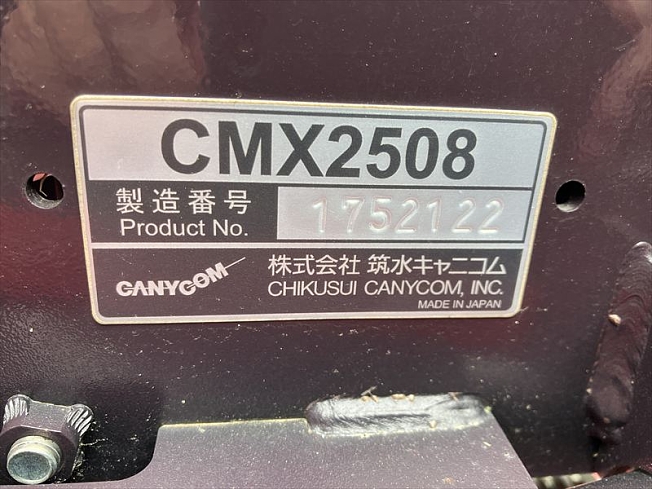 CMX2508
製造番号
Product No.
1752122
CANYCOM
株式会社 筑水キャニコム
CHIKUSUI CANYCOM, INC.
MADE IN JAPAN